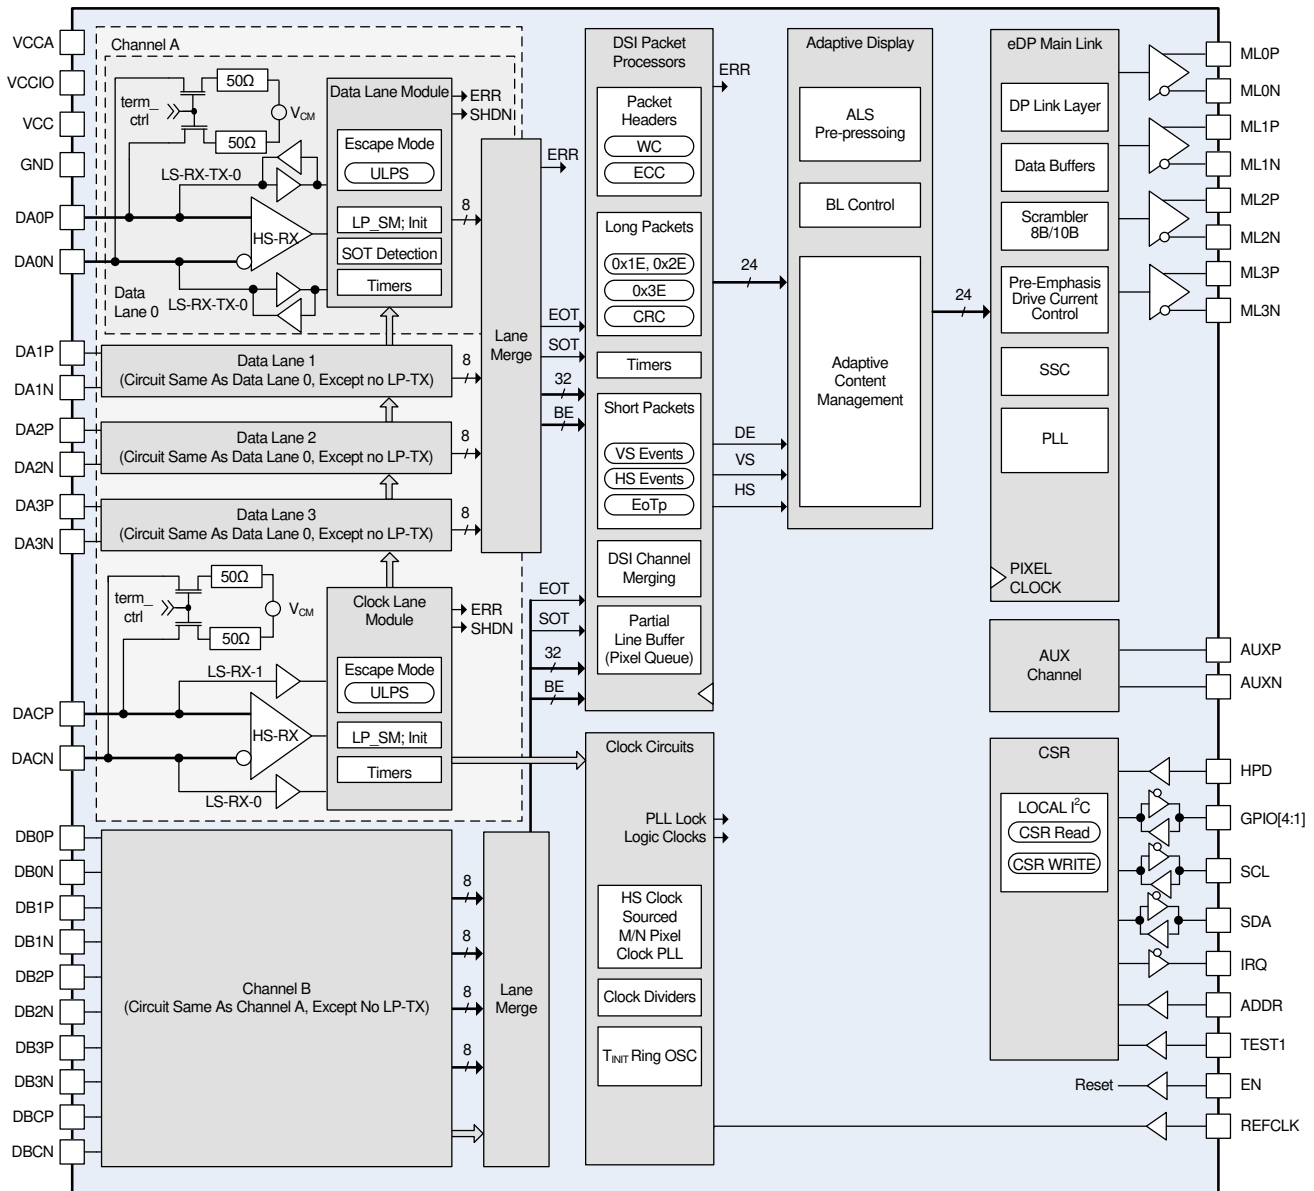 VCCA
VCCIO
VCC
GND
DA0P
DA0N
DA1P
DA1N
DA2P
DA2N
DA3P
DA3N
DACP
DACN
DB0P
DB0N
DB1P
DB1N
DB2P
DB2N
DB3P
DB3N
DBCP
DBCN
Channel A
50Ω
term_
ctrl
V_CM
50Ω
LS-RX-TX-0
HS-RX
LS-RX-TX-0
Data
Lane 0
Data Lane Module
Escape Mode
ULPS
LP_SM; Init
SOT Detection
Timers
ERR
SHDN
8
Data Lane 1
(Circuit Same As Data Lane 0, Except no LP-TX)
8
Data Lane 2
(Circuit Same As Data Lane 0, Except no LP-TX)
8
Data Lane 3
(Circuit Same As Data Lane 0, Except no LP-TX)
8
50Ω
term_
ctrl
V_CM
50Ω
LS-RX-1
HS-RX
LS-RX-0
Clock Lane
Module
Escape Mode
ULPS
LP_SM; Init
Timers
ERR
SHDN
Channel B
(Circuit Same As Channel A, Except No LP-TX)
8
8
8
8
Lane
Merge
Lane
Merge
ERR
EOT
SOT
32
BE
EOT
SOT
32
BE
DSI Packet
Processors
Packet
Headers
WC
ECC
Long Packets
0x1E, 0x2E
0x3E
CRC
Timers
Short Packets
VS Events
HS Events
EoTp
DSI Channel
Merging
Partial
Line Buffer
(Pixel Queue)
ERR
24
DE
VS
HS
Clock Circuits
PLL Lock
Logic Clocks
HS Clock
Sourced
M/N Pixel
Clock PLL
Clock Dividers
T_INIT Ring OSC
Adaptive Display
ALS
Pre-pressoing
BL Control
Adaptive
Content
Management
24
eDP Main Link
DP Link Layer
Data Buffers
Scrambler
8B/10B
Pre-Emphasis
Drive Current
Control
SSC
PLL
PIXEL
CLOCK
AUX
Channel
CSR
LOCAL I²C
CSR Read
CSR WRITE
Reset
ML0P
ML0N
ML1P
ML1N
ML2P
ML2N
ML3P
ML3N
AUXP
AUXN
HPD
GPIO[4:1]
SCL
SDA
IRQ
ADDR
TEST1
EN
REFCLK